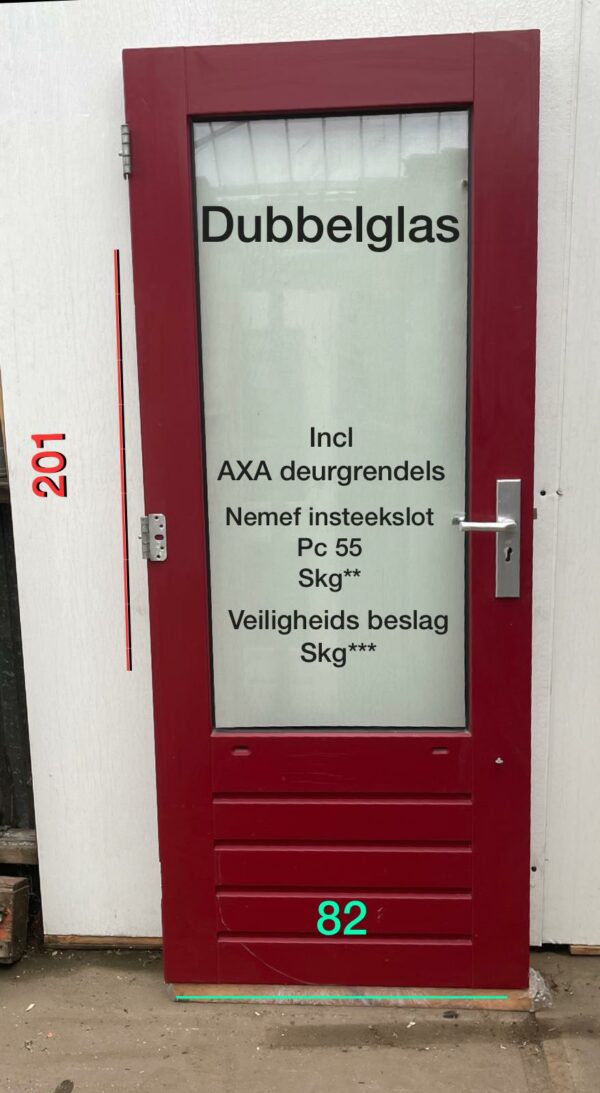 Dubbelglas
201
Incl
AXA deurgrendels
Nemef insteekslot
Pc 55
Skg**
Veiligheids beslag
Skg***
82